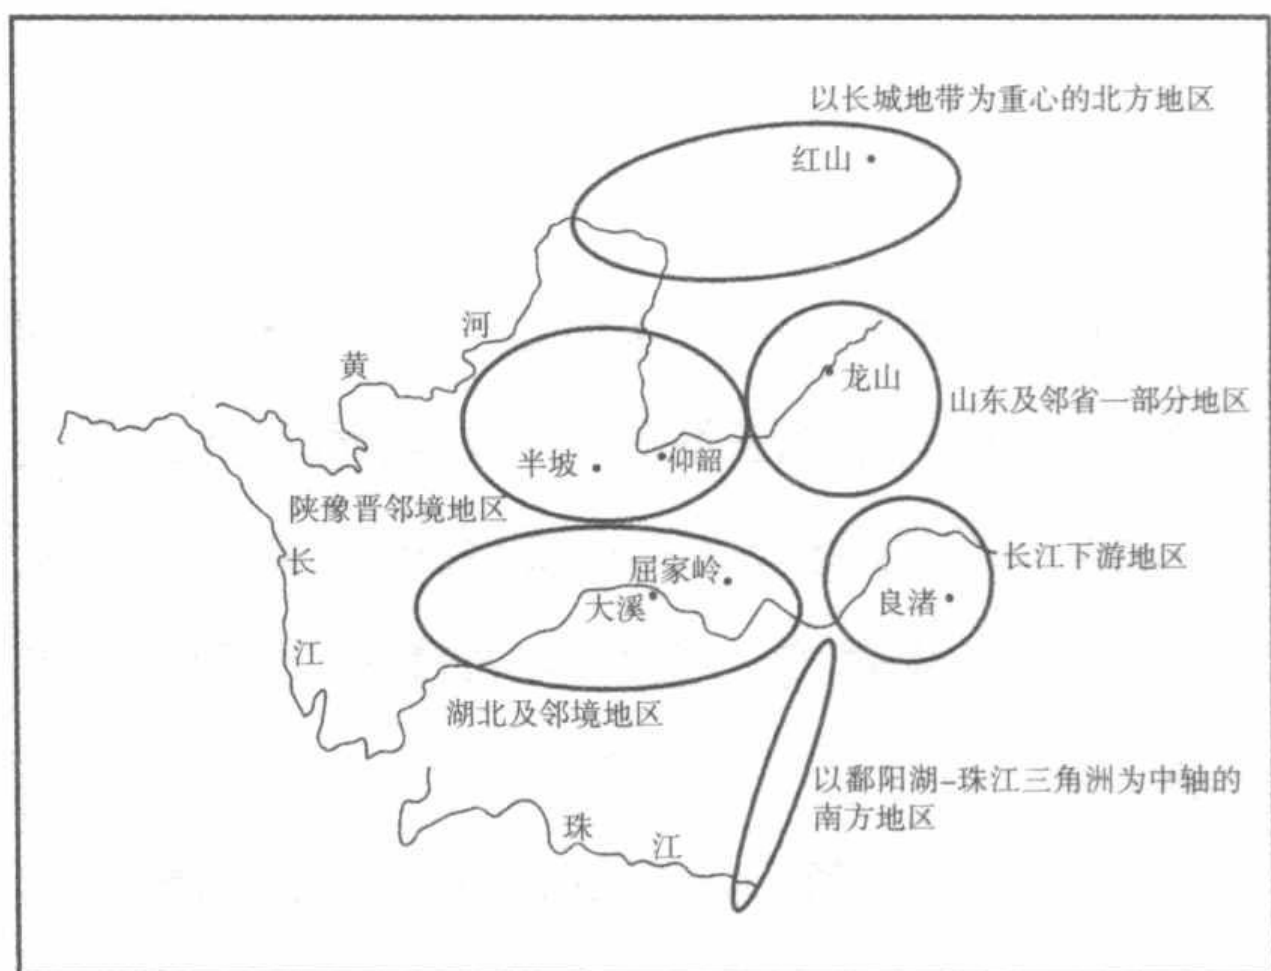 以长城地带为重心的北方地区
红山
河
黄
龙山
山东及邻省一部分地区
半坡
仰韶
陕豫晋邻境地区
长
江
屈家岭
大溪
长江下游地区
良渚
湖北及邻境地区
以鄱阳湖-珠江三角洲为中轴的
南方地区
珠
江